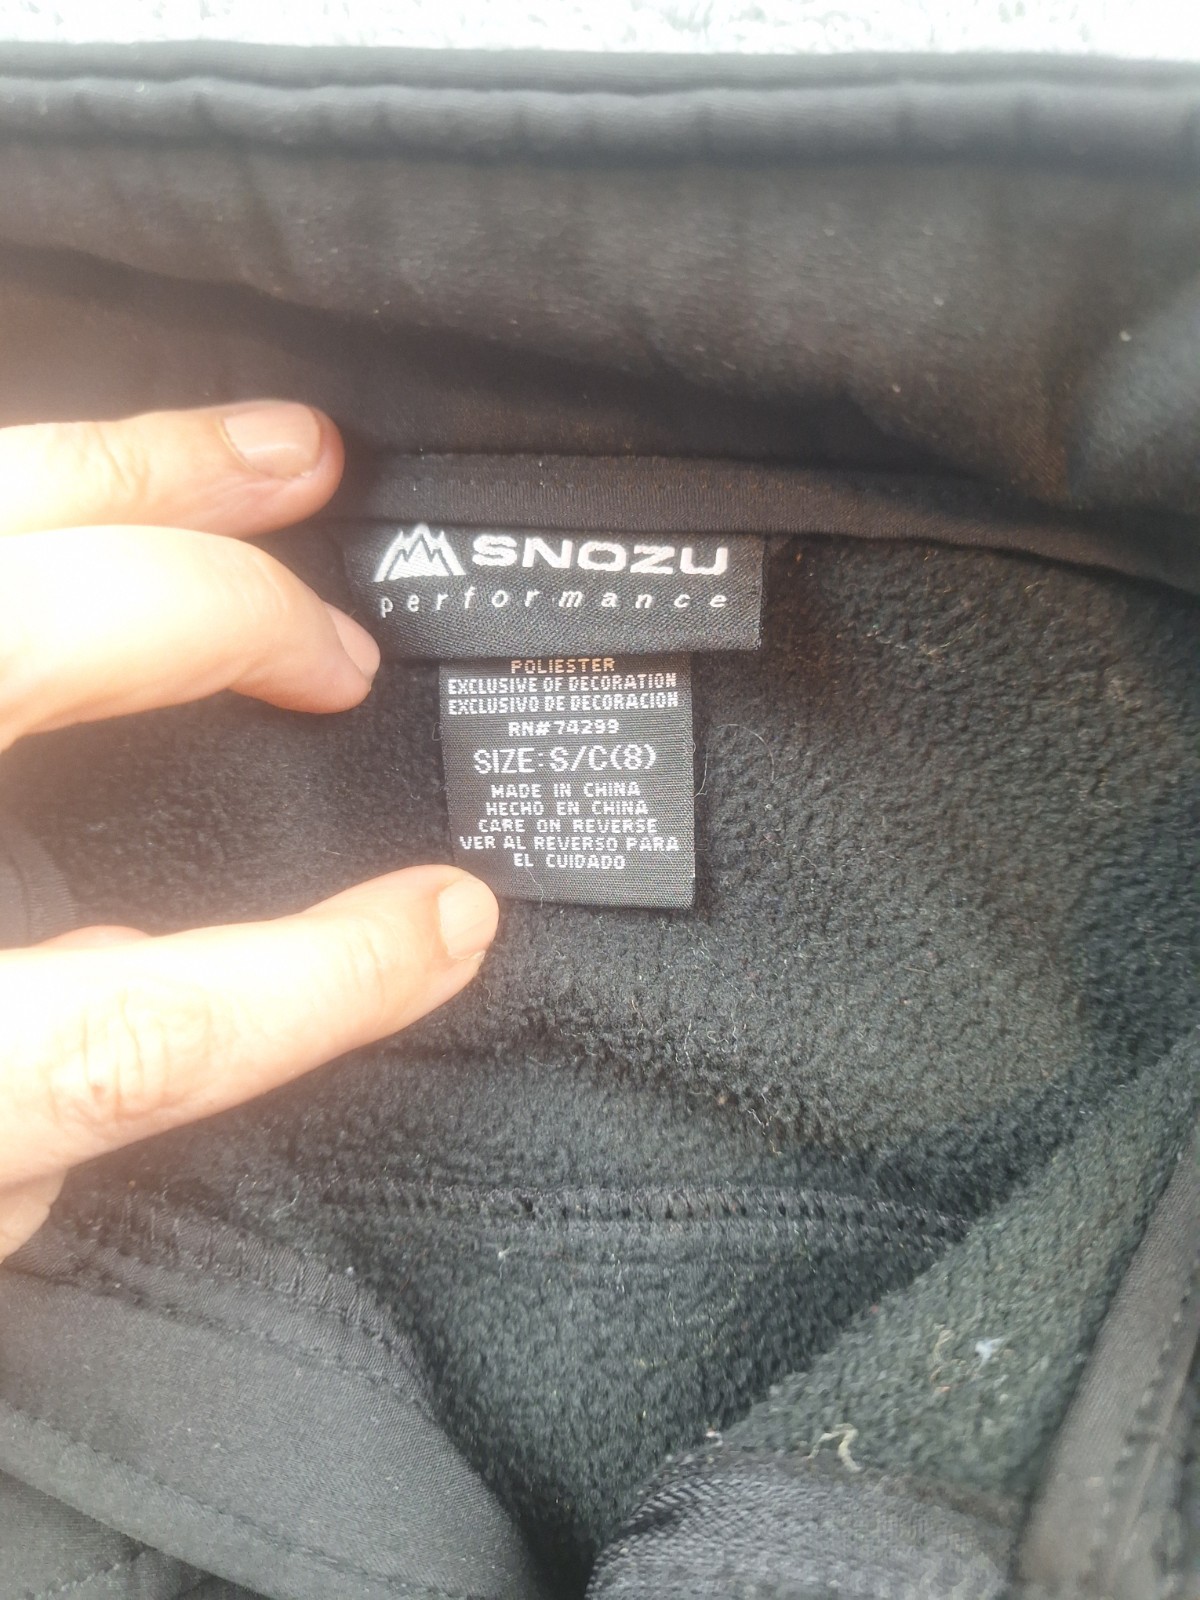 SNOZU
performance
POLIESTER
EXCLUSIVE OF DECORATION
EXCLUSIVO DE DECORACION
RN# 74299
SIZE: S/C(8)
MADE IN CHINA
HECHO EN CHINA
CARE ON REVERSE
VER AL REVERSO PARA
EL CUIDADO